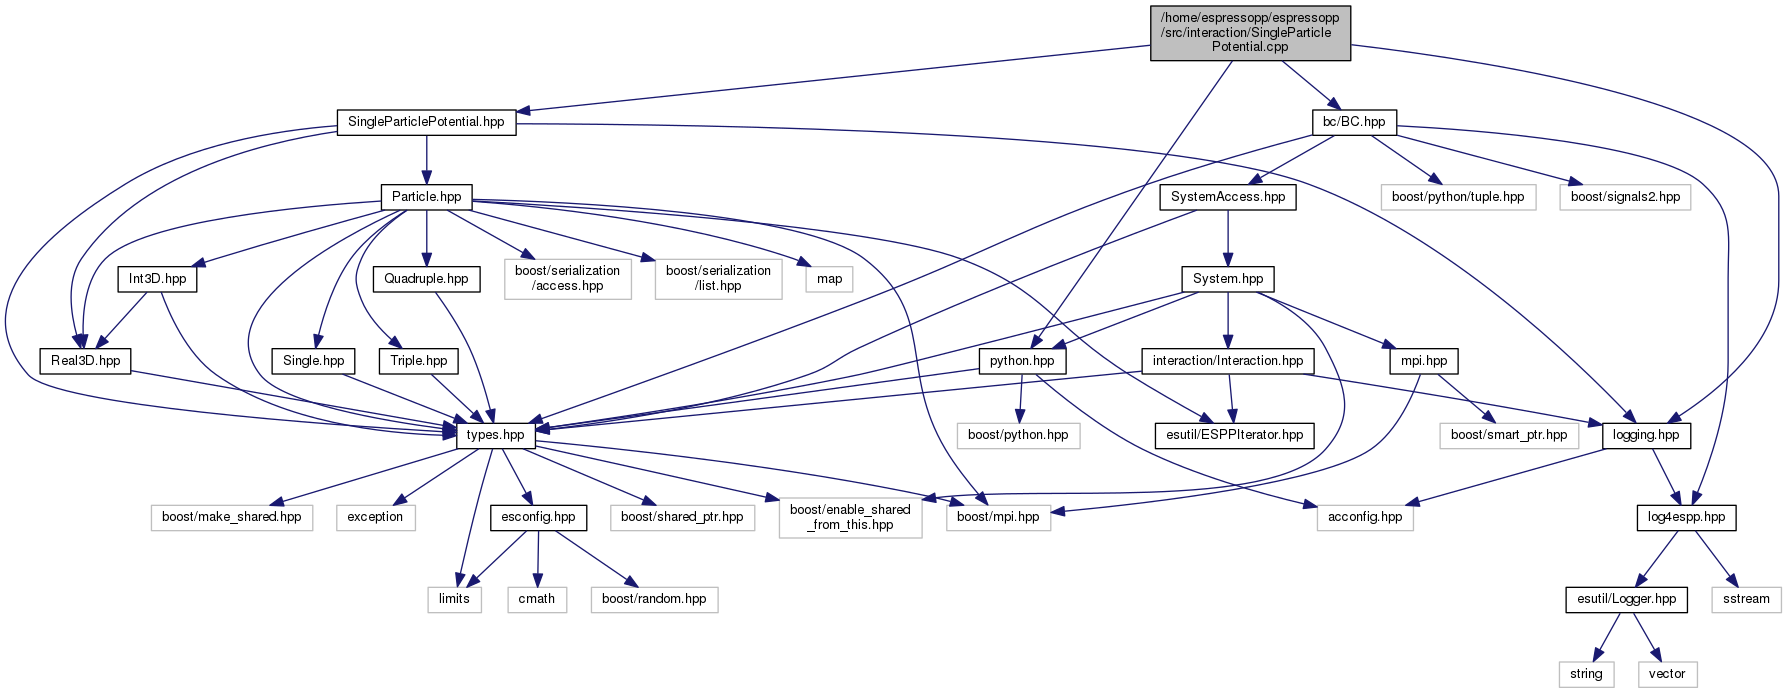 /home/espressopp/espressopp
/src/interaction/SingleParticle
Potential.cpp
SingleParticlePotential.hpp
bc/BC.hpp
Particle.hpp
SystemAccess.hpp
boost/python/tuple.hpp
boost/signals2.hpp
Int3D.hpp
Quadruple.hpp
boost/serialization
/access.hpp
boost/serialization
/list.hpp
map
System.hpp
Real3D.hpp
Single.hpp
Triple.hpp
python.hpp
interaction/Interaction.hpp
mpi.hpp
types.hpp
boost/python.hpp
esutil/ESPPIterator.hpp
boost/smart_ptr.hpp
logging.hpp
boost/make_shared.hpp
exception
esconfig.hpp
boost/shared_ptr.hpp
boost/enable_shared
_from_this.hpp
boost/mpi.hpp
acconfig.hpp
log4espp.hpp
limits
cmath
boost/random.hpp
esutil/Logger.hpp
sstream
string
vector